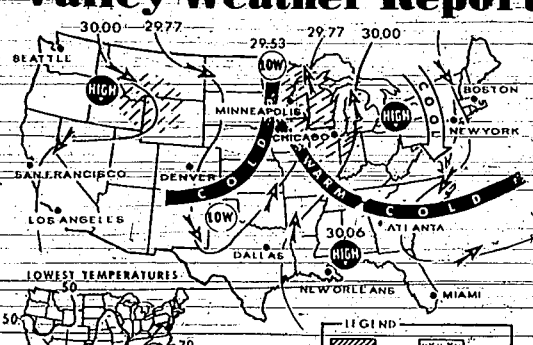 Valley Weather Report
30.00 29.77
29.53
29.77 30.00
SEATTLE
LOW
HIGH
MINNEAPOLIS
CHICAGO
HIGH
COOL
BOSTON
NEW YORK
SAN FRANCISCO
DENVER
COLD
WARM
COLD
LOS ANGELES
LOW
ATLANTA
DALLAS
30.06
HIGH
NEW ORLEANS
MIAMI
LOWEST TEMPERATURES
50
50
70
LEGEND